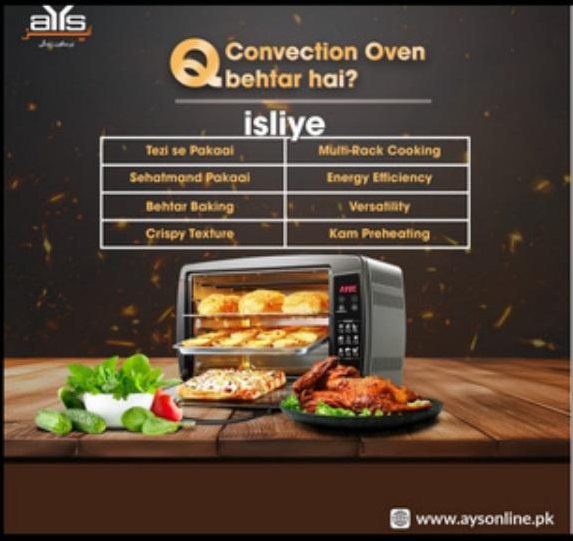 aYs
Q Convection Oven
behtar hai?
isliye
Tezi se Pakaai
Multi-Rack Cooking
Sehatmand Pakaai
Energy Efficiency
Behtar Baking
Versatility
Crispy Texture
Kam Preheating
www.aysonline.pk